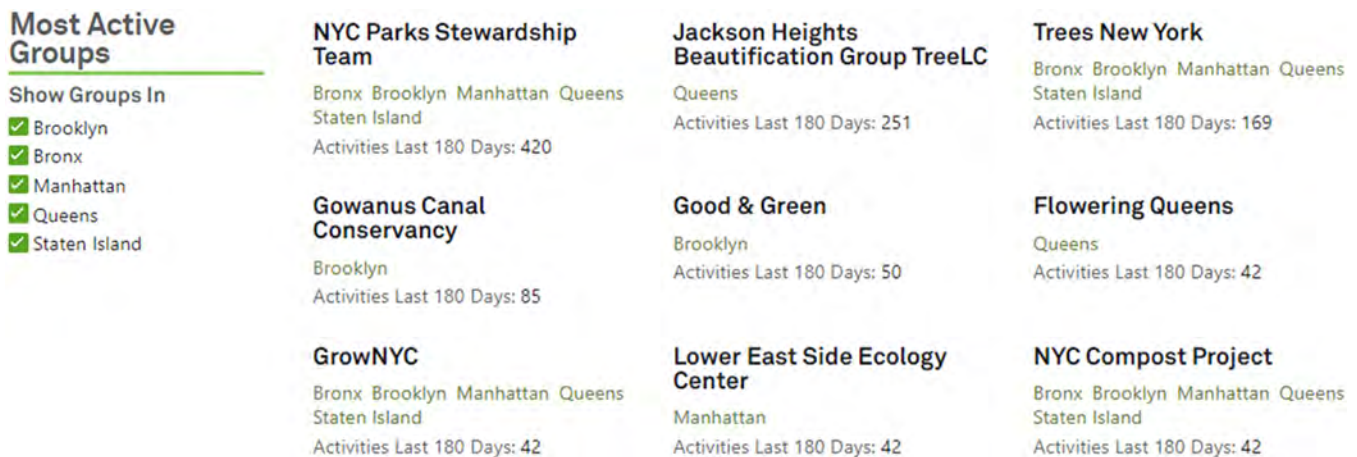 Most Active
Groups
Show Groups In
Brooklyn
Bronx
Manhattan
Queens
Staten Island
NYC Parks Stewardship
Team
Bronx Brooklyn Manhattan Queens
Staten Island
Activities Last 180 Days: 420
Jackson Heights
Beautification Group TreeLC
Queens
Activities Last 180 Days: 251
Trees New York
Bronx Brooklyn Manhattan Queens
Staten Island
Activities Last 180 Days: 169
Gowanus Canal
Conservancy
Brooklyn
Activities Last 180 Days: 85
Good & Green
Brooklyn
Activities Last 180 Days: 50
Flowering Queens
Queens
Activities Last 180 Days: 42
GrowNYC
Bronx Brooklyn Manhattan Queens
Staten Island
Activities Last 180 Days: 42
Lower East Side Ecology
Center
Manhattan
Activities Last 180 Days: 42
NYC Compost Project
Bronx Brooklyn Manhattan Queens
Staten Island
Activities Last 180 Days: 42